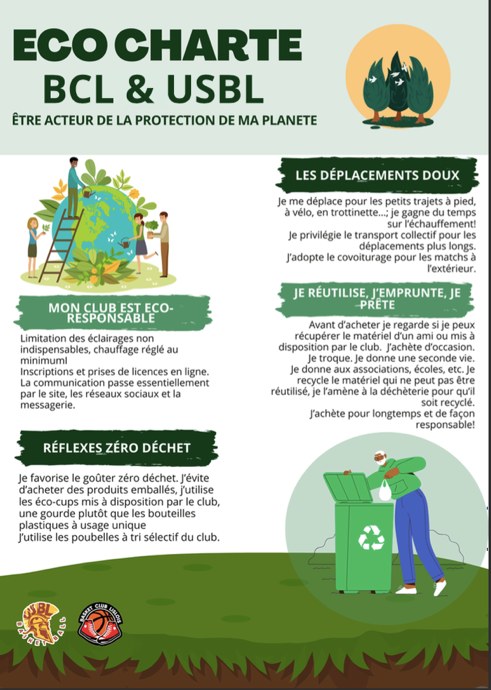 ECO CHARTE
BCL & USBL
ÊTRE ACTEUR DE LA PROTECTION DE MA PLANETE
LES DÉPLACEMENTS DOUX
Je me déplace pour les petits trajets à pied,
à vélo, en trottinette...; je gagne du temps
sur l'échauffement!
Je privilégie le transport collectif pour les
déplacements plus longs.
J'adopte le covoiturage pour les matchs à
l'extérieur.
MON CLUB EST ECO-
RESPONSABLE
Limitation des éclairages non
indispensables, chauffage réglé au
minimumI
Inscriptions et prises de licences en ligne.
La communication passe essentiellement
par le site, les réseaux sociaux et la
messagerie.
JE RÉUTILISE, J'EMPRUNTE, JE
PRÊTE
Avant d'acheter je regarde si je peux
récupérer le matériel d'un ami ou mis à
disposition par le club. J'achète d'occasion.
Je troque. Je donne une seconde vie.
Je donne aux associations, écoles, etc. Je
recycle le matériel qui ne peut pas être
réutilisé, je l'amène à la déchèterie pour qu'il
soit recyclé.
J'achète pour longtemps et de façon
responsable!
RÉFLEXES ZÉRO DÉCHET
Je favorise le goûter zéro déchet. J'évite
d'acheter des produits emballés, j'utilise
les éco-cups mis à disposition par le club,
une gourde plutôt que les bouteilles
plastiques à usage unique
J'utilise les poubelles à tri sélectif du club.
USBL
BASKETBALL
BASKET CLUB